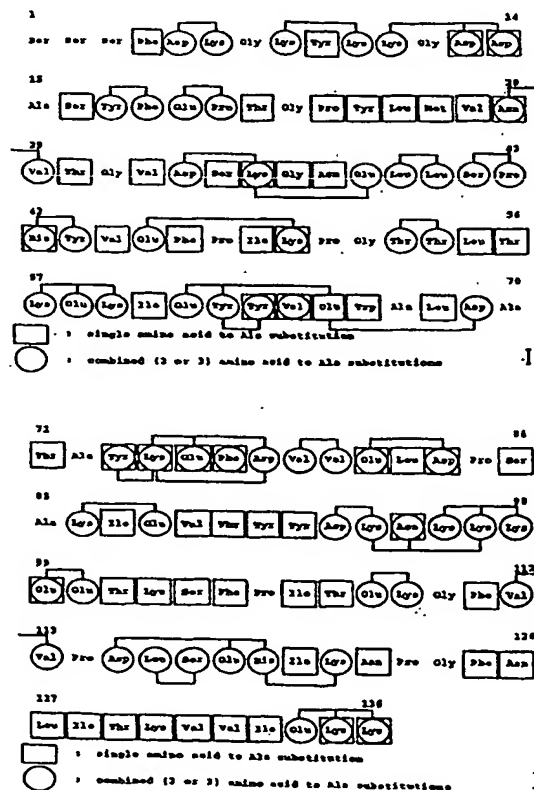 1 14
Ser Ser Ser Phe Asp Lys Gly Lys Tyr Lys Lys Gly Asp Asp
15 28
Ala Ser Tyr Phe Glu Pro Thr Gly Pro Tyr Leu Met Val Asn
29 42
Val Thr Gly Val Asp Ser Lys Gly Asn Glu Leu Leu Ser Pro
43 56
His Tyr Val Glu Phe Pro Ile Lys Pro Gly Thr Thr Leu Thr
57 70
Lys Glu Lys Ile Glu Tyr Tyr Val Glu Trp Ala Leu Asp Ala
: single amino acid to Ala substitution
: combined (2 or 3) amino acid to Ala substitutions
71 84
Thr Ala Tyr Lys Glu Phe Arg Val Val Glu Leu Asp Pro Ser
85 98
Ala Lys Ile Glu Val Thr Tyr Tyr Asp Lys Asn Lys Lys Lys
99 112
Glu Glu Thr Lys Ser Phe Pro Ile Thr Glu Lys Gly Phe Val
113 126
Val Pro Asp Leu Ser Glu His Ile Lys Asn Pro Gly Phe Asn
127 136
Leu Ile Thr Lys Val Val Ile Glu Lys Lys
: single amino acid to Ala substitution
: combined (2 or 3) amino acid to Ala substitutions